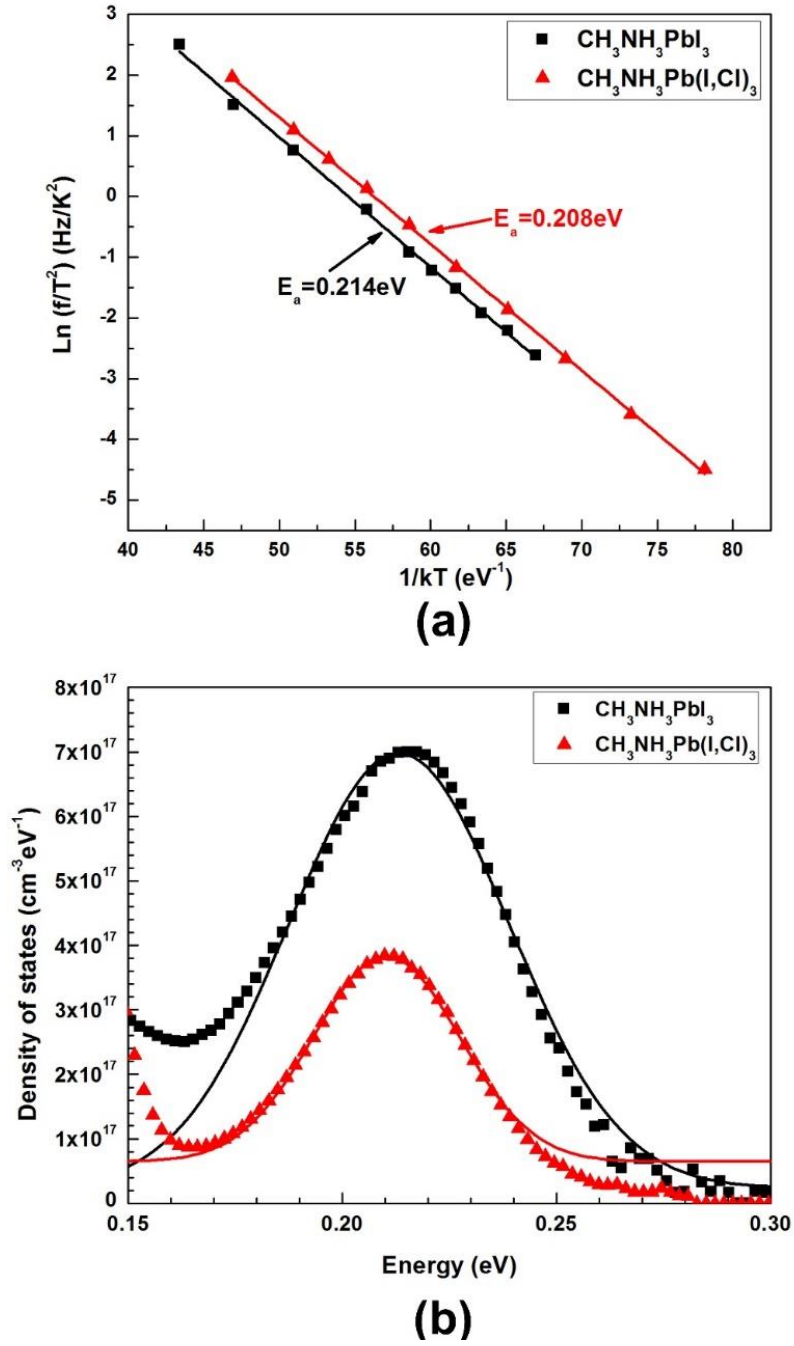 3
2
1
0
-1
-2
-3
-4
-5
Ln (f/T²) (Hz/K²)
CH₃NH₃PbI₃
CH₃NH₃Pb(I,Cl)₃
Eₐ=0.208eV
Eₐ=0.214eV
40 45 50 55 60 65 70 75 80
1/kT (eV⁻¹)
(a)
8x10¹⁷
7x10¹⁷
6x10¹⁷
5x10¹⁷
4x10¹⁷
3x10¹⁷
2x10¹⁷
1x10¹⁷
0
Density of states (cm⁻³eV⁻¹)
CH₃NH₃PbI₃
CH₃NH₃Pb(I,Cl)₃
0.15 0.20 0.25 0.30
Energy (eV)
(b)